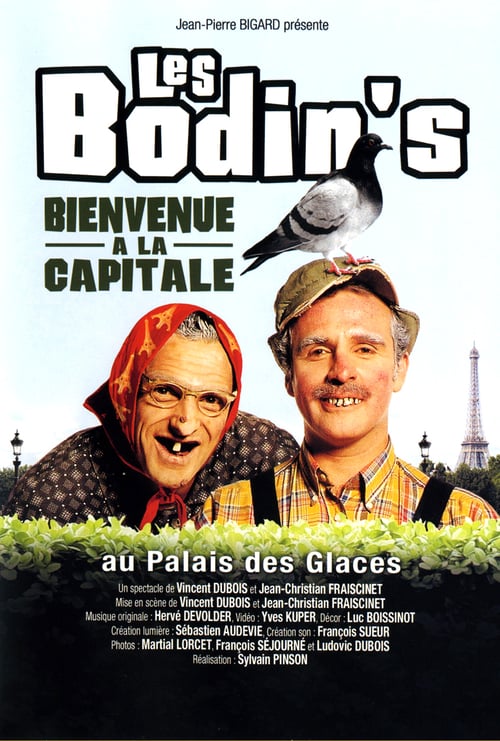 Jean-Pierre BIGARD présente
Les
Bodin's
BIENVENUE
A LA
CAPITALE
au Palais des Glaces
Un spectacle de Vincent DUBOIS et Jean-Christian FRAISCINET
Mise en scène de Vincent DUBOIS et Jean-Christian FRAISCINET
Musique originale : Hervé DEVOLDER, Vidéo : Yves KUPER, Décor : Luc BOISSINOT
Création lumière : Sébastien AUDEVIE, Création son : François SUEUR
Photos : Martial LORCET, François SÉJOURNÉ et Ludovic DUBOIS
Réalisation : Sylvain PINSON